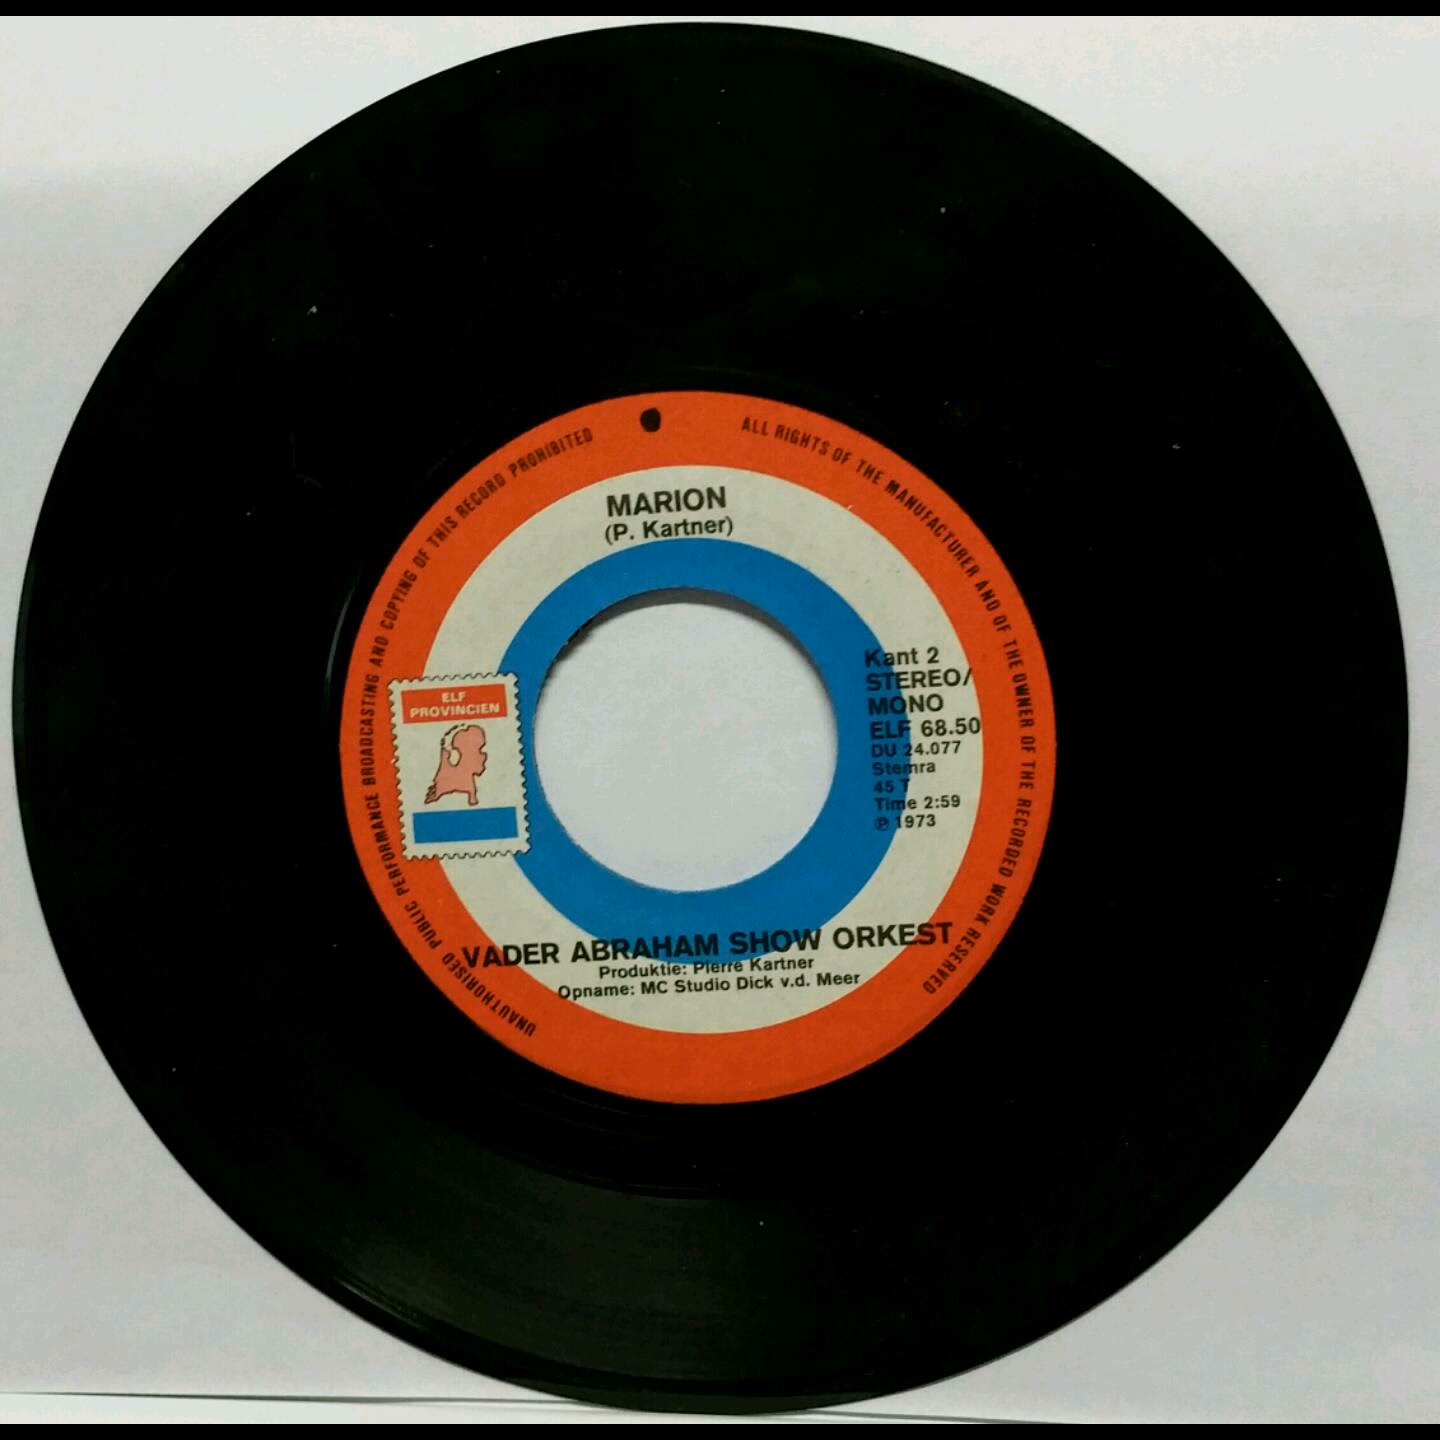 UNAUTHORISED PUBLIC PERFORMANCE BROADCASTING AND COPYING OF THIS RECORD PROHIBITED
ALL RIGHTS OF THE MANUFACTURER AND OF THE OWNER OF THE RECORDED WORK RESERVED
MARION
(P. Kartner)
ELF
PROVINCIEN
Kant 2
STEREO/
MONO
ELF 68.50
DU 24.077
Stemra
45 T
Time 2:59
℗ 1973
VADER ABRAHAM SHOW ORKEST
Produktie: Pierre Kartner
Opname: MC Studio Dick v.d. Meer